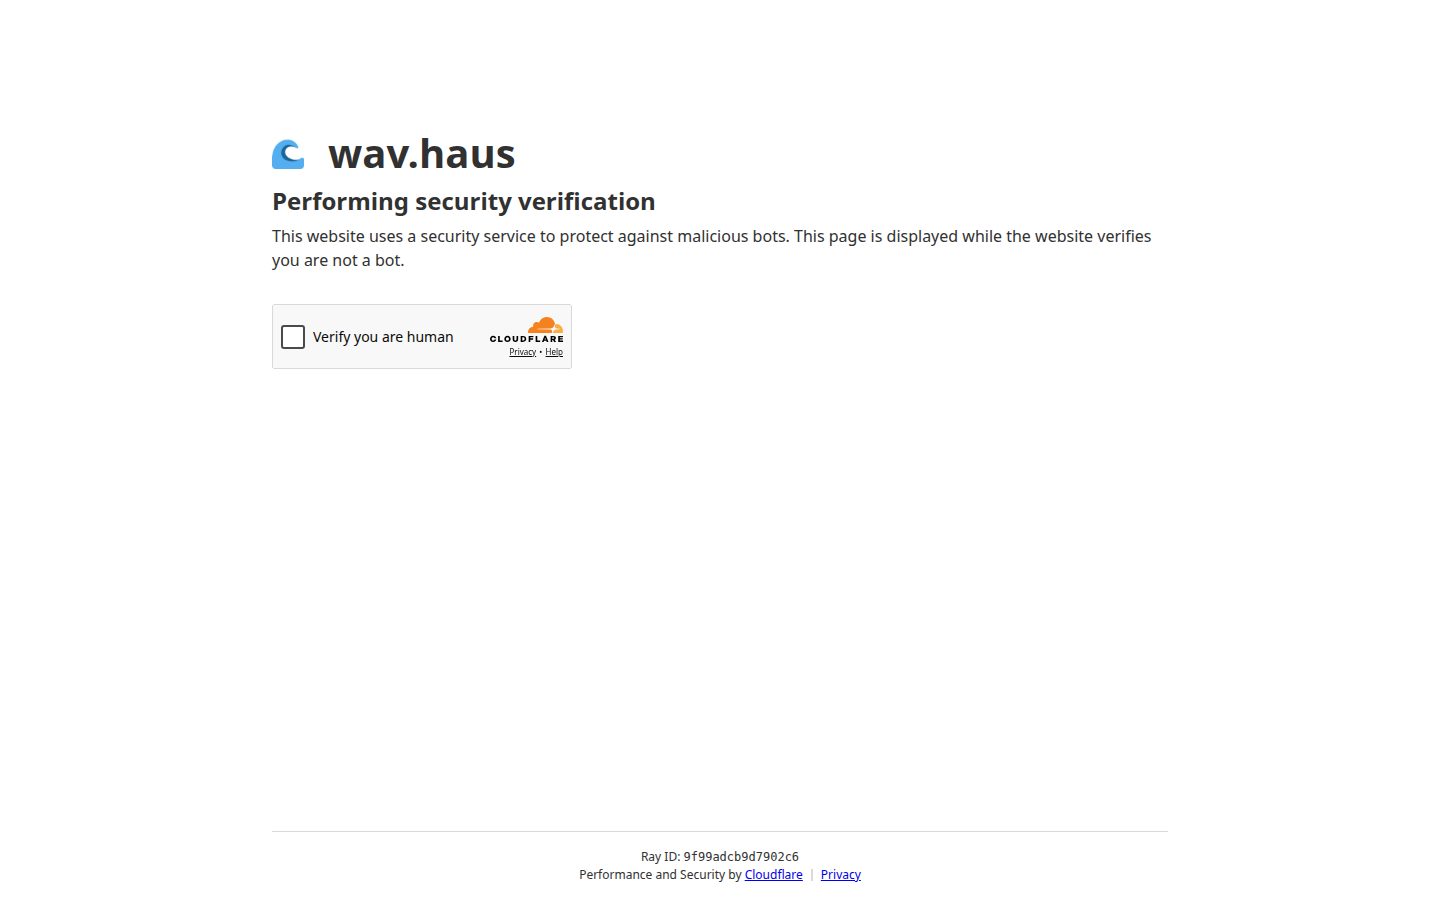 wav.haus
Performing security verification
This website uses a security service to protect against malicious bots. This page is displayed while the website verifies
you are not a bot.
Verify you are human
CLOUDFLARE
Privacy • Help
Ray ID: 9f99adcb9d7902c6
Performance and Security by Cloudflare | Privacy